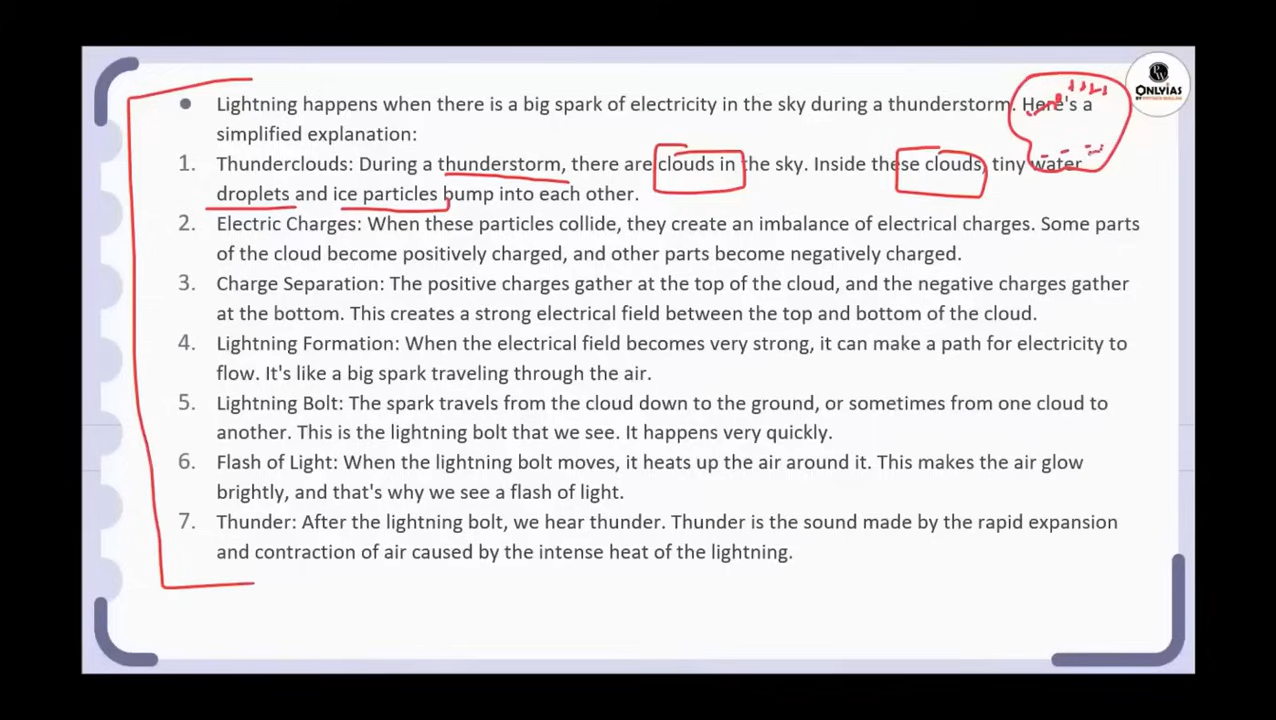 Lightning happens when there is a big spark of electricity in the sky during a thunderstorm. Here's a
simplified explanation:
1. Thunderclouds: During a thunderstorm, there are clouds in the sky. Inside these clouds, tiny water
droplets and ice particles bump into each other.
2. Electric Charges: When these particles collide, they create an imbalance of electrical charges. Some parts
of the cloud become positively charged, and other parts become negatively charged.
3. Charge Separation: The positive charges gather at the top of the cloud, and the negative charges gather
at the bottom. This creates a strong electrical field between the top and bottom of the cloud.
4. Lightning Formation: When the electrical field becomes very strong, it can make a path for electricity to
flow. It's like a big spark traveling through the air.
5. Lightning Bolt: The spark travels from the cloud down to the ground, or sometimes from one cloud to
another. This is the lightning bolt that we see. It happens very quickly.
6. Flash of Light: When the lightning bolt moves, it heats up the air around it. This makes the air glow
brightly, and that's why we see a flash of light.
7. Thunder: After the lightning bolt, we hear thunder. Thunder is the sound made by the rapid expansion
and contraction of air caused by the intense heat of the lightning.
ONLYIAS
BY PHYSICS WALLAH